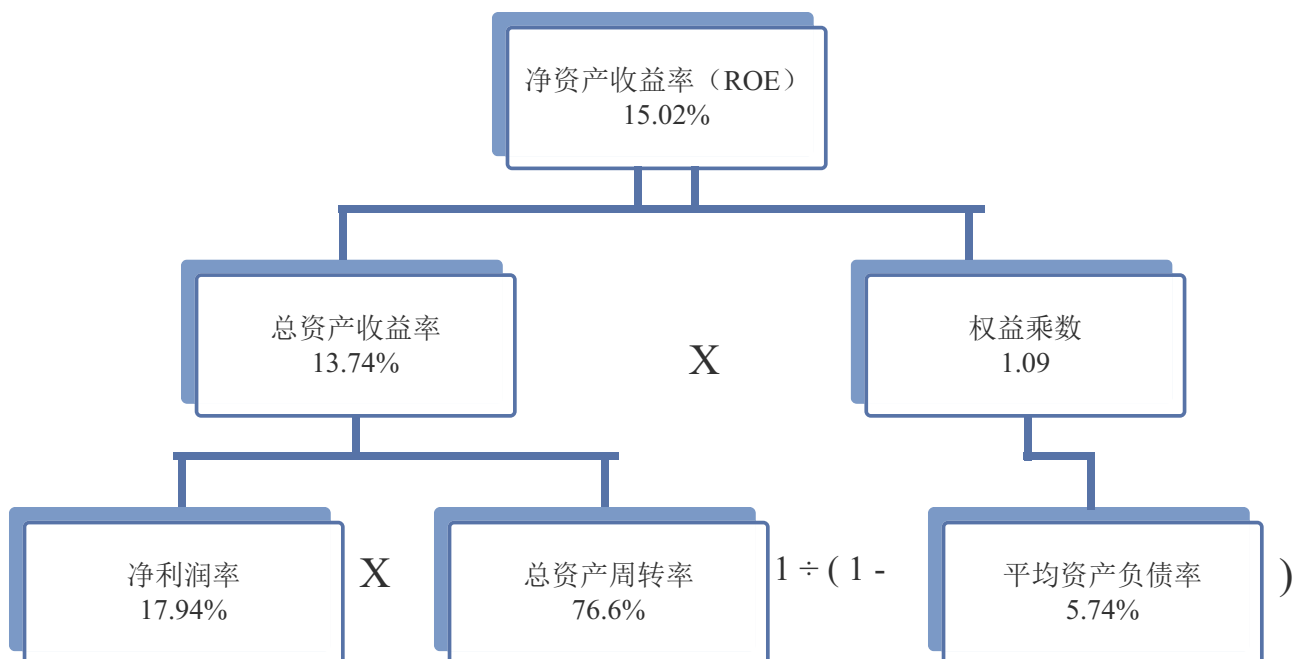 净资产收益率（ROE）
15.02%
总资产收益率
13.74%
X
权益乘数
1.09
净利润率
17.94%
X
总资产周转率
76.6%
1 ÷ ( 1 -
平均资产负债率
5.74%
)